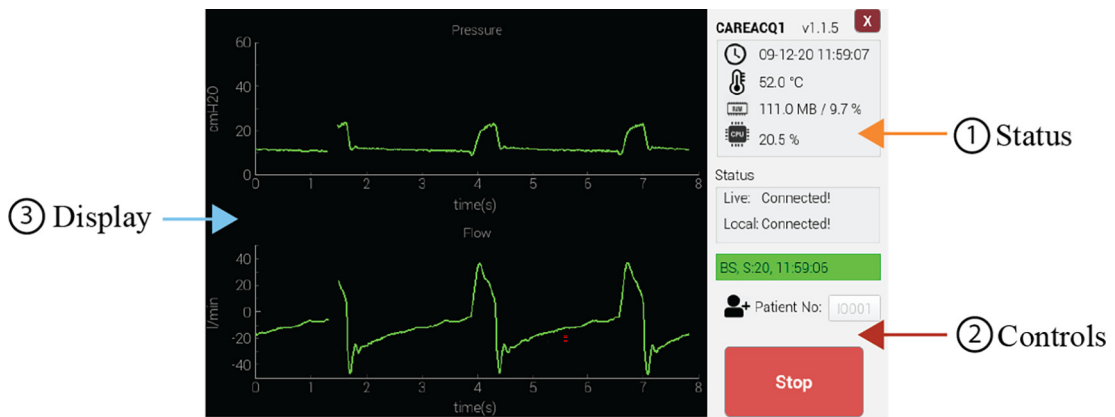 Pressure
60
40
20
0
cmH20
0 1 2 3 4 5 6 7 8
time(s)
Flow
40
20
0
-20
-40
l/min
0 1 2 3 4 5 6 7 8
time(s)
CAREACQ1 v1.1.5 X
09-12-20 11:59:07
52.0 °C
RAM 111.0 MB / 9.7 %
CPU 20.5 %
Status
Live: Connected!
Local: Connected!
BS, S:20, 11:59:06
Patient No: I0001
Stop
1 Status
2 Controls
3 Display